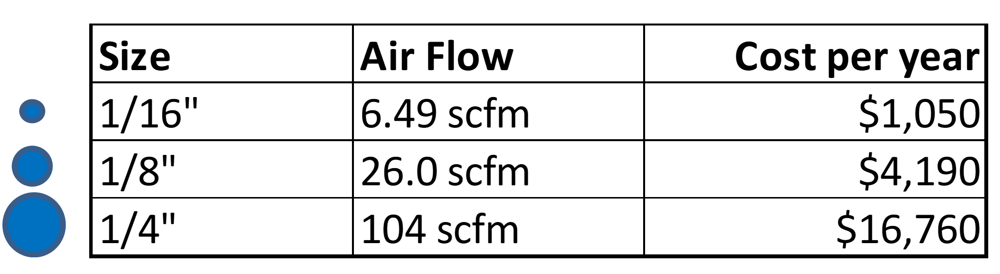 Size Air Flow Cost per year
1/16" 6.49 scfm $1,050
1/8" 26.0 scfm $4,190
1/4" 104 scfm $16,760